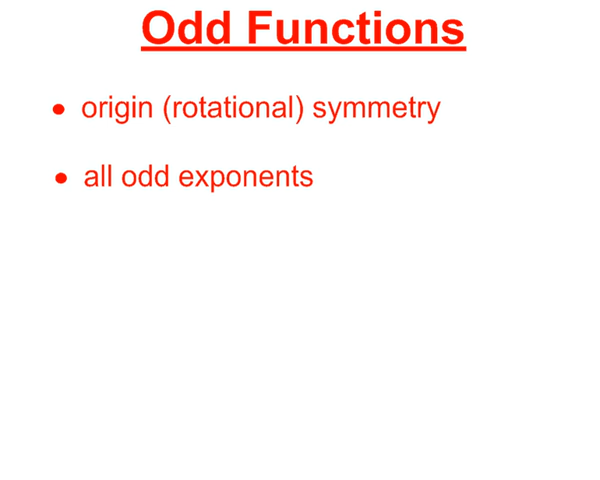 Odd Functions
• origin (rotational) symmetry
• all odd exponents